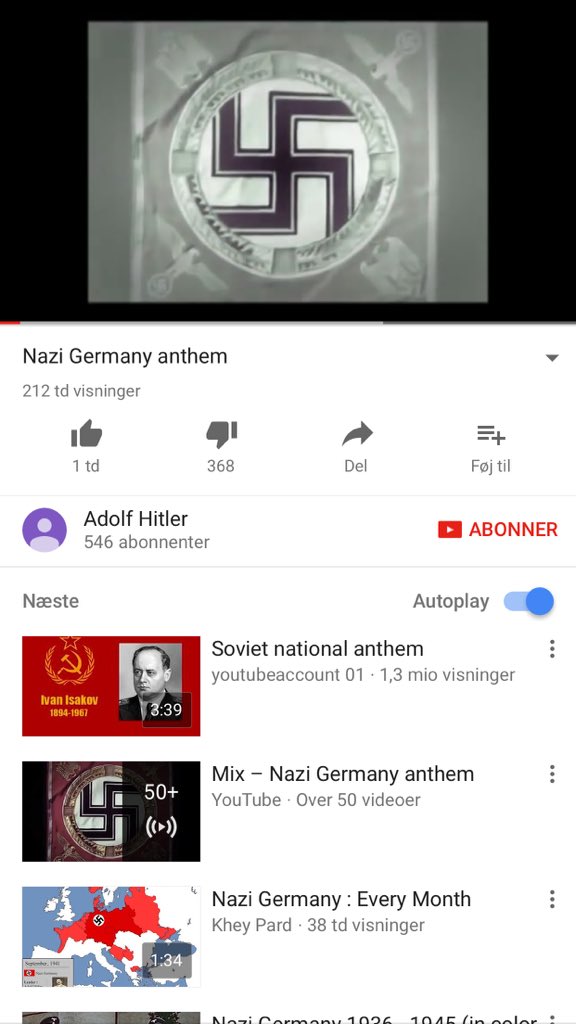 Nazi Germany anthem
212 td visninger
1 td
368
Del
Føj til
Adolf Hitler
546 abonnenter
ABONNER
Næste
Autoplay
Ivan Isakov
1894-1967
3:39
Soviet national anthem
youtubeaccount 01 · 1,3 mio visninger
50+
Mix – Nazi Germany anthem
YouTube · Over 50 videoer
September, 1941
1:34
Nazi Germany : Every Month
Khey Pard · 38 td visninger
Nazi Germany 1936 - 1945 (in color